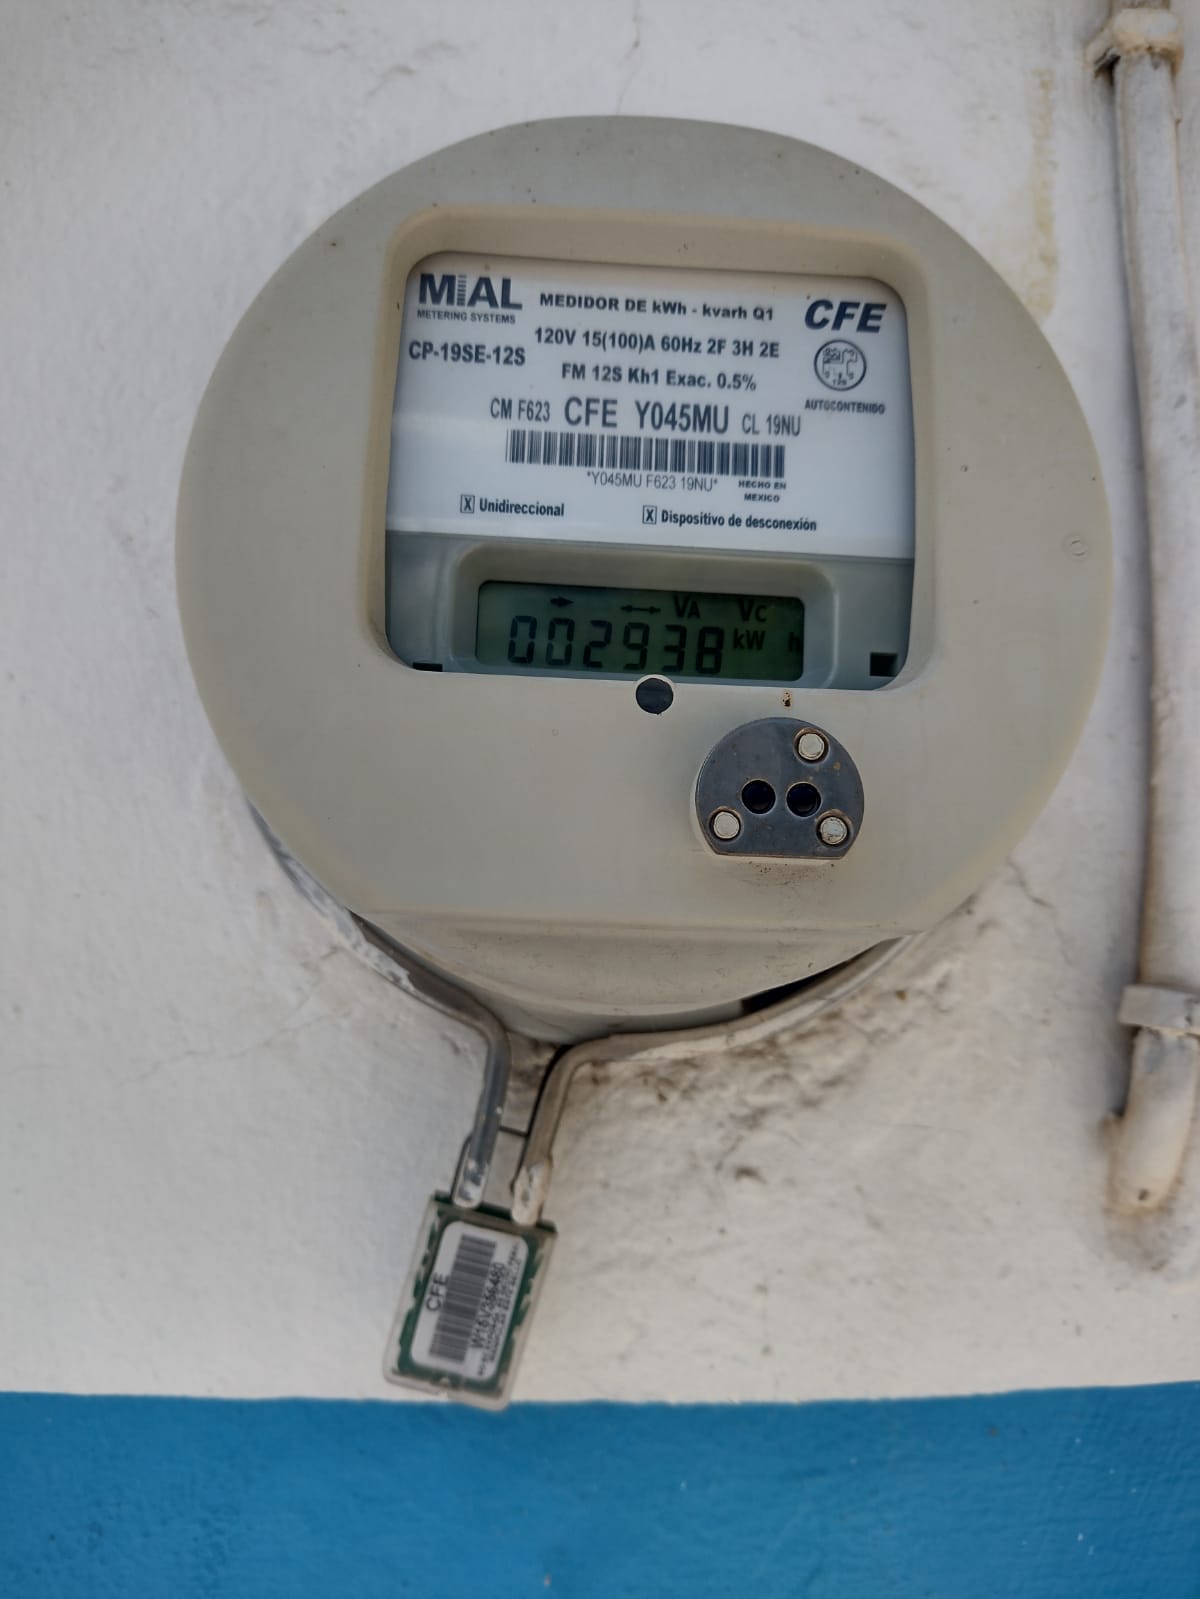 MIAL
METERING SYSTEMS
MEDIDOR DE kWh - kvarh Q1
CFE
CP-19SE-12S
120V 15(100)A 60Hz 2F 3H 2E
FM 12S Kh1 Exac. 0.5%
AUTOCONTENIDO
CM F623 CFE Y045MU CL 19NU
*Y045MU F623 19NU*
HECHO EN
MEXICO
X Unidireccional
X Dispositivo de desconexión
VA VC
002938 kW h
CFE